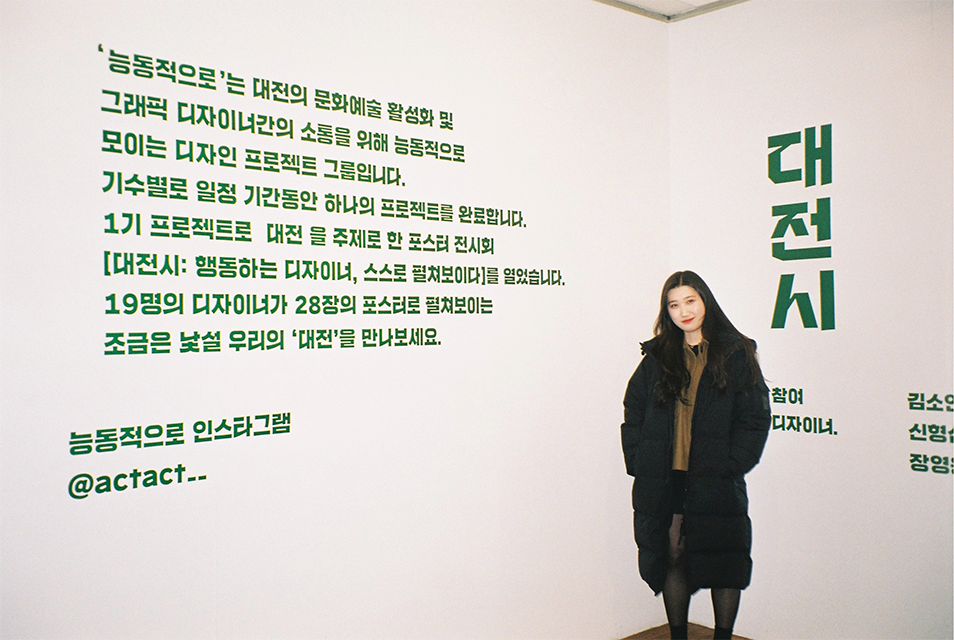 ‘능동적으로’는 대전의 문화예술 활성화 및
그래픽 디자이너간의 소통을 위해 능동적으로
모이는 디자인 프로젝트 그룹입니다.
기수별로 일정 기간동안 하나의 프로젝트를 완료합니다.
1기 프로젝트로 대전 을 주제로 한 포스터 전시회
[대전시: 행동하는 디자이너, 스스로 펼쳐보이다]를 열었습니다.
19명의 디자이너가 28장의 포스터로 펼쳐보이는
조금은 낯설 우리의 ‘대전’을 만나보세요.
능동적으로 인스타그램
@actact__
대
전
시
참여
디자이너.
김소
신형
장영